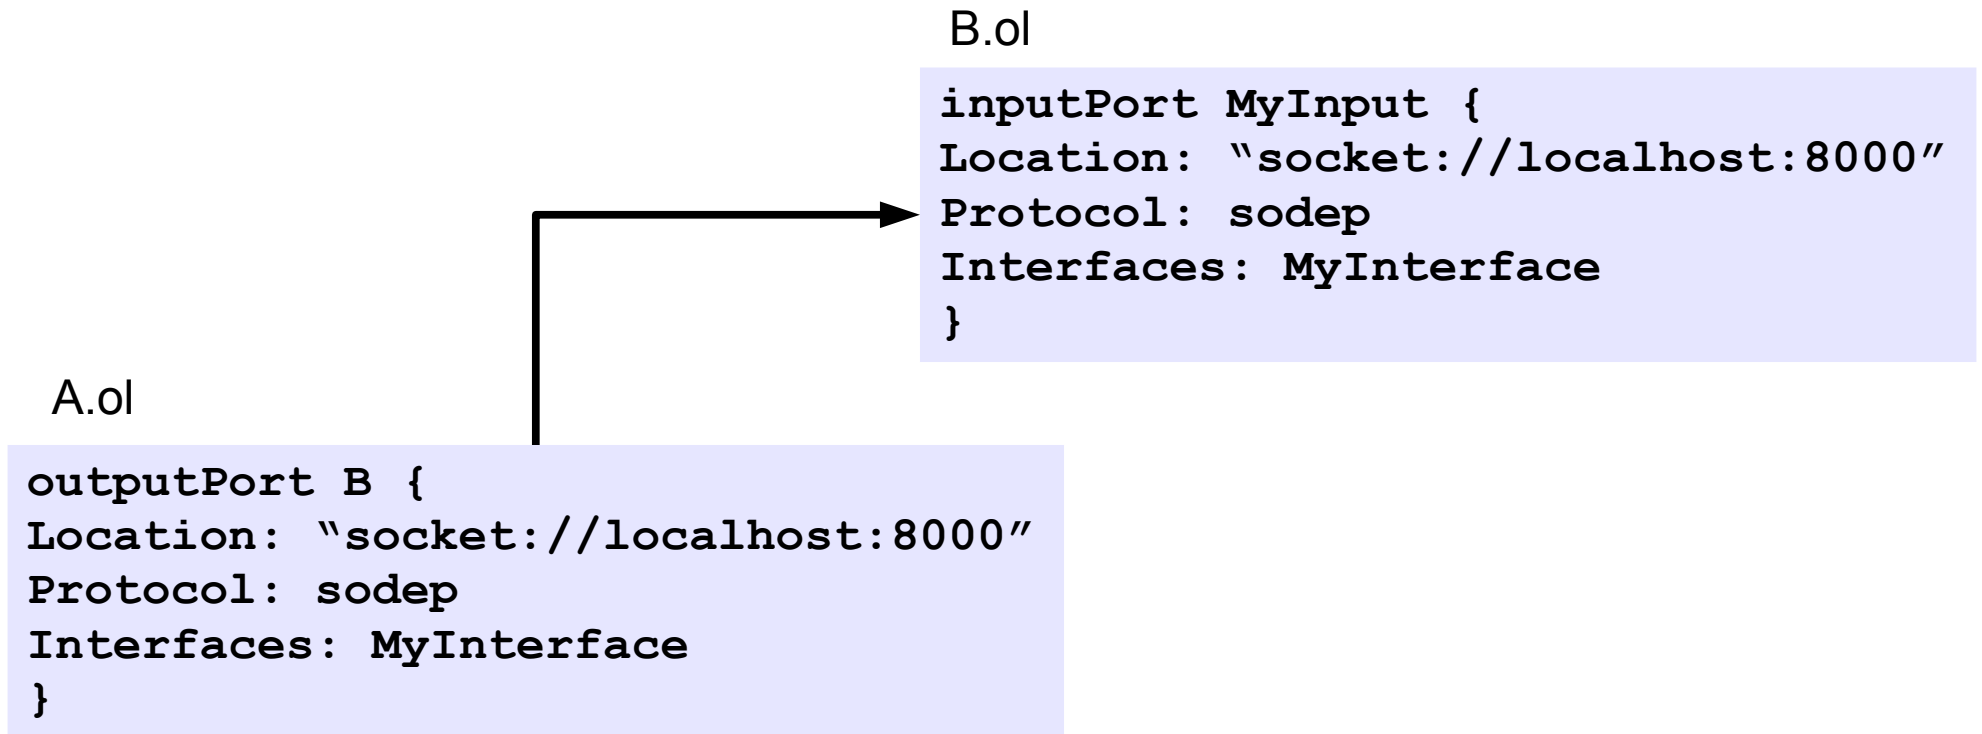 B.ol
inputPort MyInput {
Location: “socket://localhost:8000”
Protocol: sodep
Interfaces: MyInterface
}
A.ol
outputPort B {
Location: “socket://localhost:8000”
Protocol: sodep
Interfaces: MyInterface
}